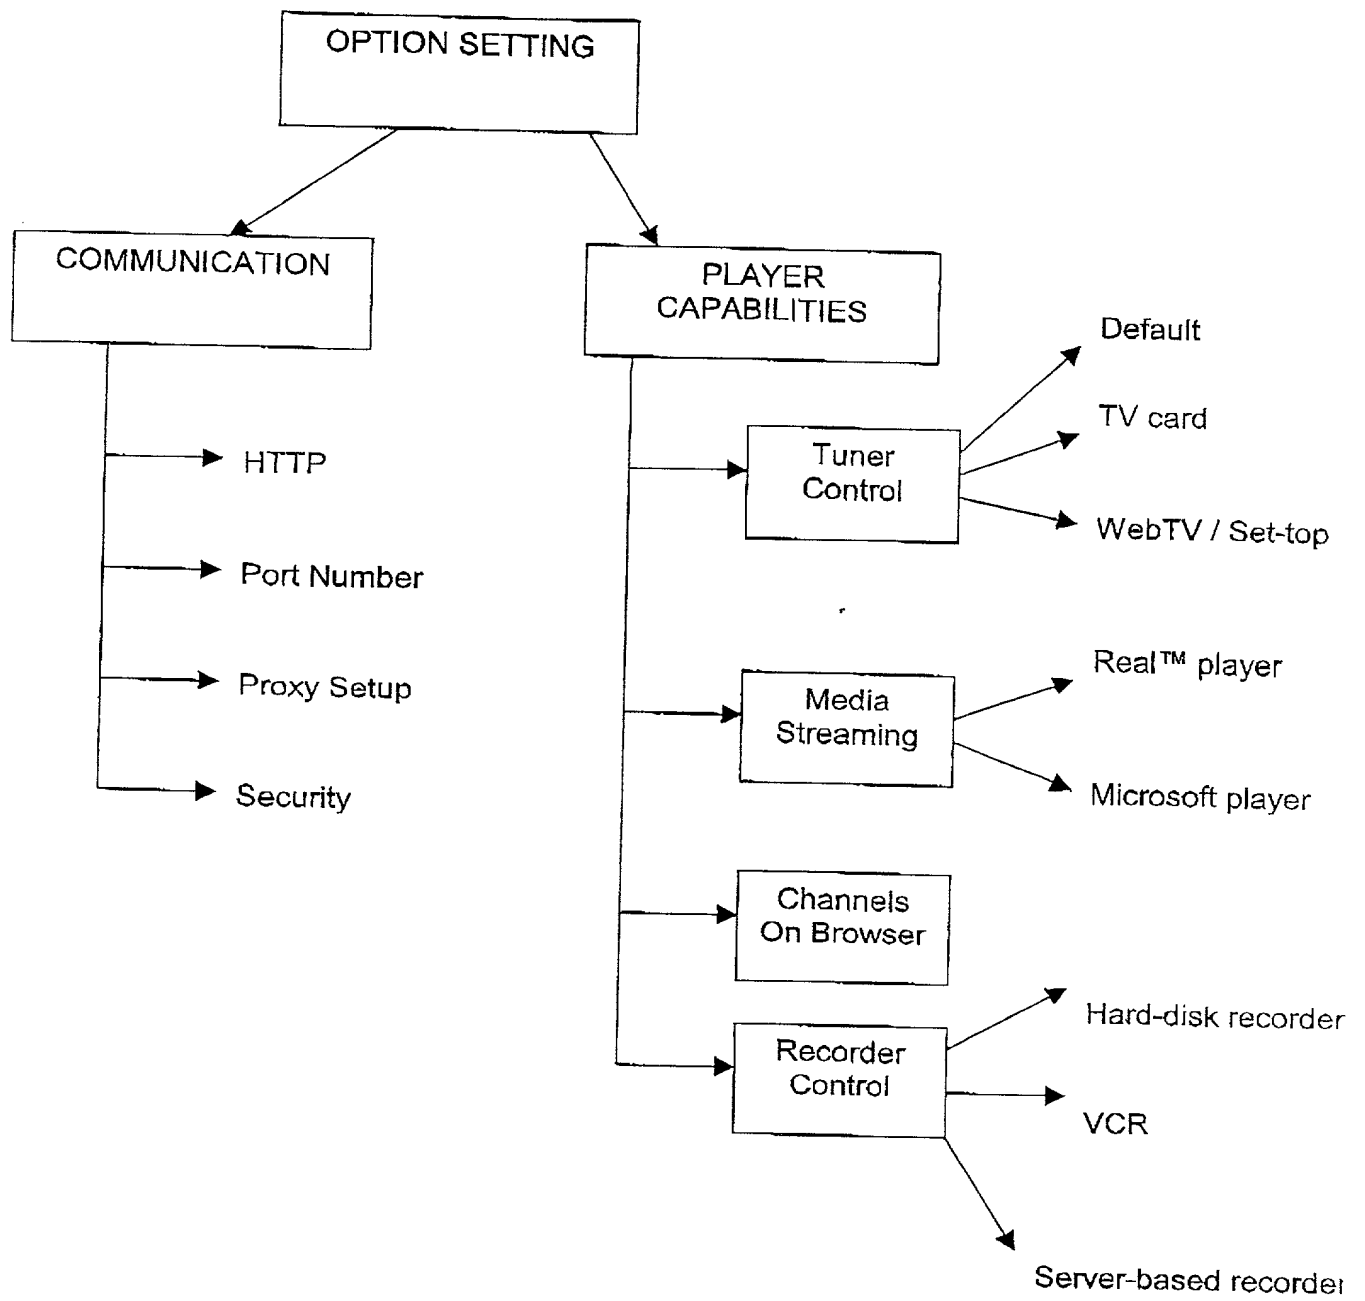 OPTION SETTING
COMMUNICATION
HTTP
Port Number
Proxy Setup
Security
PLAYER
CAPABILITIES
Tuner
Control
Default
TV card
WebTV / Set-top
Media
Streaming
Real™ player
Microsoft player
Channels
On Browser
Recorder
Control
Hard-disk recorder
VCR
Server-based recorder